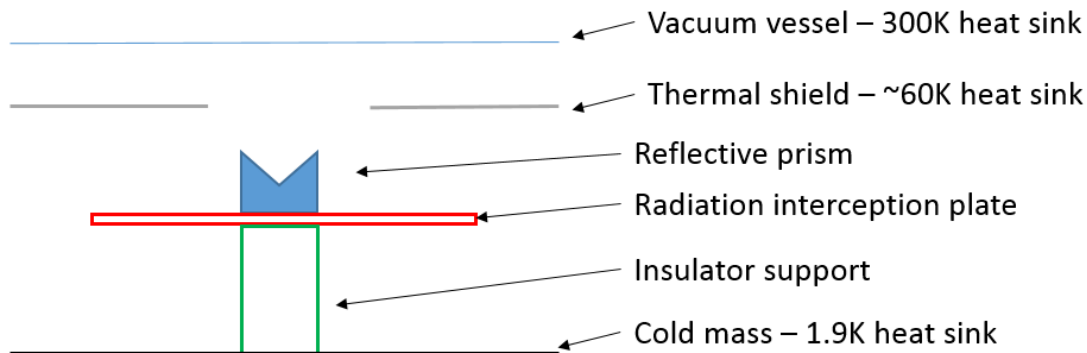 Vacuum vessel – 300K heat sink
Thermal shield – ~60K heat sink
Reflective prism
Radiation interception plate
Insulator support
Cold mass – 1.9K heat sink